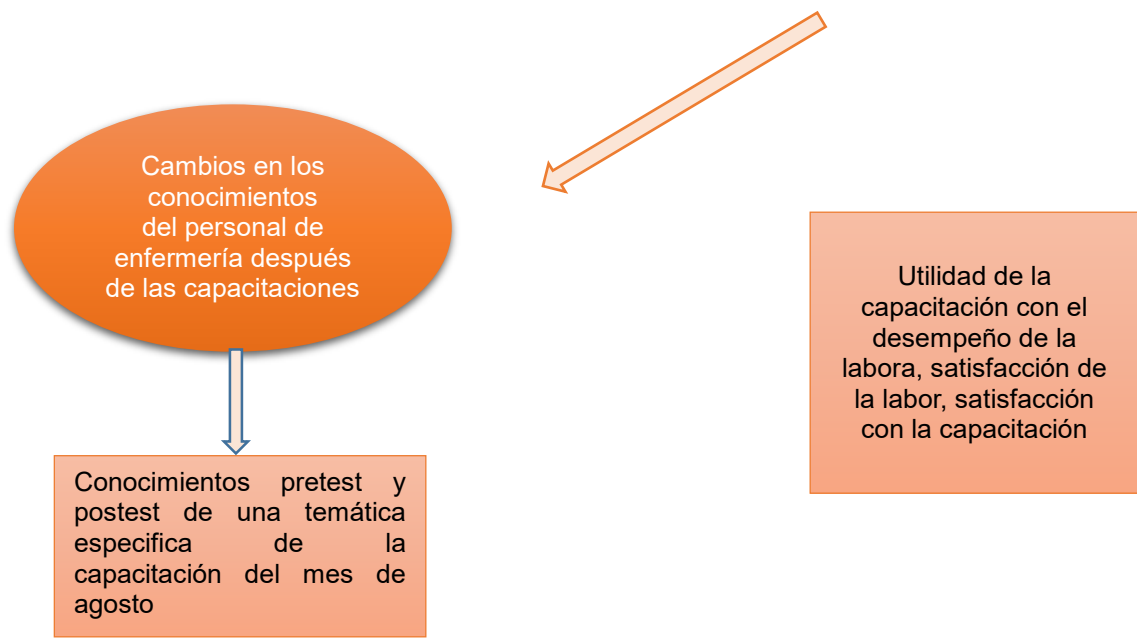 Cambios en los
conocimientos
del personal de
enfermería después
de las capacitaciones
Utilidad de la
capacitación con el
desempeño de la
labora, satisfacción de
la labor, satisfacción
con la capacitación
Conocimientos pretest y
postest de una temática
especifica de la
capacitación del mes de
agosto